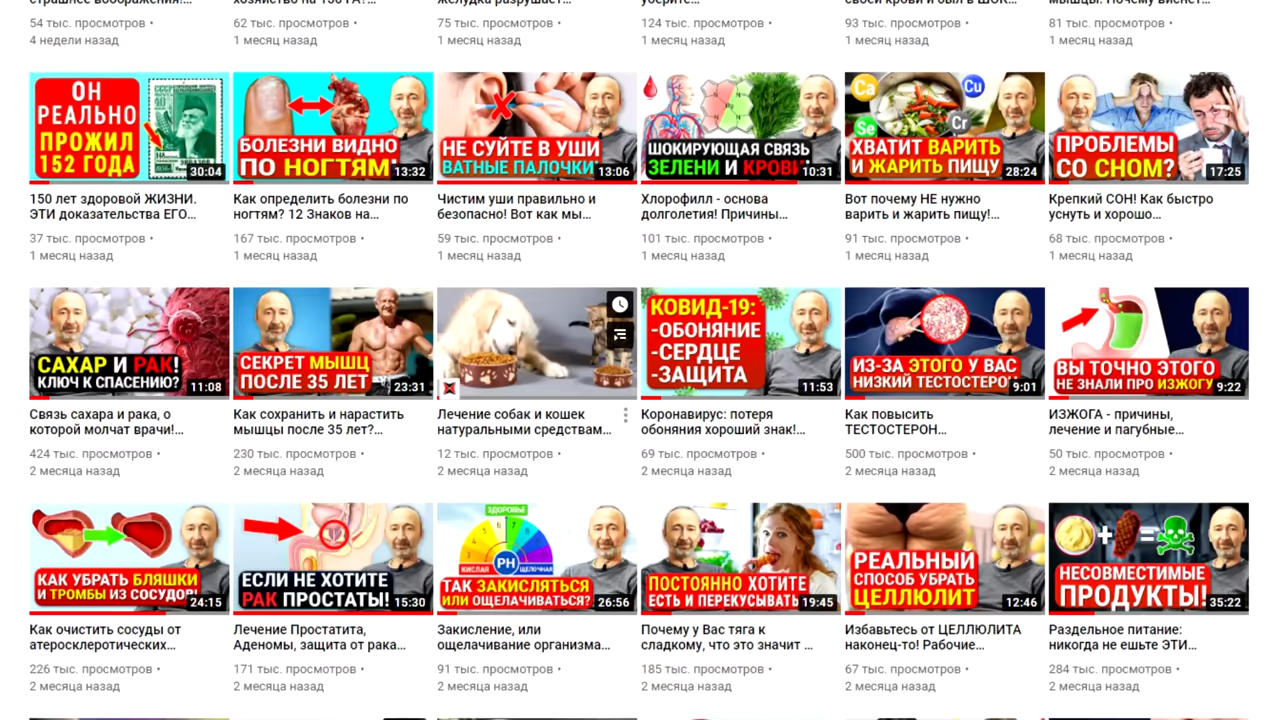 54 тыс. просмотров •
4 недели назад
62 тыс. просмотров •
1 месяц назад
75 тыс. просмотров •
1 месяц назад
124 тыс. просмотров •
1 месяц назад
93 тыс. просмотров •
1 месяц назад
81 тыс. просмотров •
1 месяц назад
ОН
РЕАЛЬНО
ПРОЖИЛ
152 ГОДА
30:04
150 лет здоровой ЖИЗНИ.
ЭТИ доказательства ЕГО...
37 тыс. просмотров •
1 месяц назад
БОЛЕЗНИ ВИДНО
ПО НОГТЯМ
13:32
Как определить болезни по
ногтям? 12 Знаков на...
167 тыс. просмотров •
1 месяц назад
НЕ СУЙТЕ В УШИ
ВАТНЫЕ ПАЛОЧКИ
13:06
Чистим уши правильно и
безопасно! Вот как мы...
59 тыс. просмотров •
1 месяц назад
ШОКИРУЮЩАЯ СВЯЗЬ
ЗЕЛЕНИ И КРОВИ
10:31
Хлорофилл - основа
долголетия! Причины...
101 тыс. просмотров •
1 месяц назад
Ca
Cu
Se
Cr
ХВАТИТ ВАРИТЬ
И ЖАРИТЬ ПИЩУ
28:24
Вот почему НЕ нужно
варить и жарить пищу!...
91 тыс. просмотров •
1 месяц назад
ПРОБЛЕМЫ
СО СНОМ?
17:25
Крепкий СОН! Как быстро
уснуть и хорошо...
68 тыс. просмотров •
1 месяц назад
САХАР И РАК!
КЛЮЧ К СПАСЕНИЮ?
11:08
Связь сахара и рака, о
которой молчат врачи!...
424 тыс. просмотров •
2 месяца назад
СЕКРЕТ МЫШЦ
ПОСЛЕ 35 ЛЕТ
23:31
Как сохранить и нарастить
мышцы после 35 лет?...
230 тыс. просмотров •
2 месяца назад
Лечение собак и кошек
натуральными средствам...
12 тыс. просмотров •
2 месяца назад
КОВИД-19:
-ОБОНЯНИЕ
-СЕРДЦЕ
-ЗАЩИТА
11:53
Коронавирус: потеря
обоняния хороший знак!...
69 тыс. просмотров •
2 месяца назад
ИЗ-ЗА ЭТОГО У ВАС
НИЗКИЙ ТЕСТОСТЕРО
9:01
Как повысить
ТЕСТОСТЕРОН...
500 тыс. просмотров •
2 месяца назад
ВЫ ТОЧНО ЭТОГО
НЕ ЗНАЛИ ПРО ИЗЖОГУ
9:22
ИЗЖОГА - причины,
лечение и пагубные...
50 тыс. просмотров •
2 месяца назад
КАК УБРАТЬ БЛЯШКИ
И ТРОМБЫ ИЗ СОСУДОВ
24:15
Как очистить сосуды от
атеросклеротических...
226 тыс. просмотров •
2 месяца назад
ЕСЛИ НЕ ХОТИТЕ
РАК ПРОСТАТЫ!
15:30
Лечение Простатита,
Аденомы, защита от рака...
171 тыс. просмотров •
2 месяца назад
ЗДОРОВЬЕ
5 6 7 8
PH
КИСЛАЯ ЩЕЛОЧНАЯ
ТАК ЗАКИСЛЯТЬСЯ
ИЛИ ОЩЕЛАЧИВАТЬСЯ?
26:56
Закисление, или
ощелачивание организма...
91 тыс. просмотров •
2 месяца назад
ПОСТОЯННО ХОТИТЕ
ЕСТЬ И ПЕРЕКУСЫВАТЬ
19:45
Почему у Вас тяга к
сладкому, что это значит ...
185 тыс. просмотров •
2 месяца назад
РЕАЛЬНЫЙ
СПОСОБ УБРАТЬ
ЦЕЛЛЮЛИТ
12:46
Избавьтесь от ЦЕЛЛЮЛИТА
наконец-то! Рабочие...
67 тыс. просмотров •
2 месяца назад
НЕСОВМЕСТИМЫЕ
ПРОДУКТЫ!
35:22
Раздельное питание:
никогда не ешьте ЭТИ...
284 тыс. просмотров •
2 месяца назад